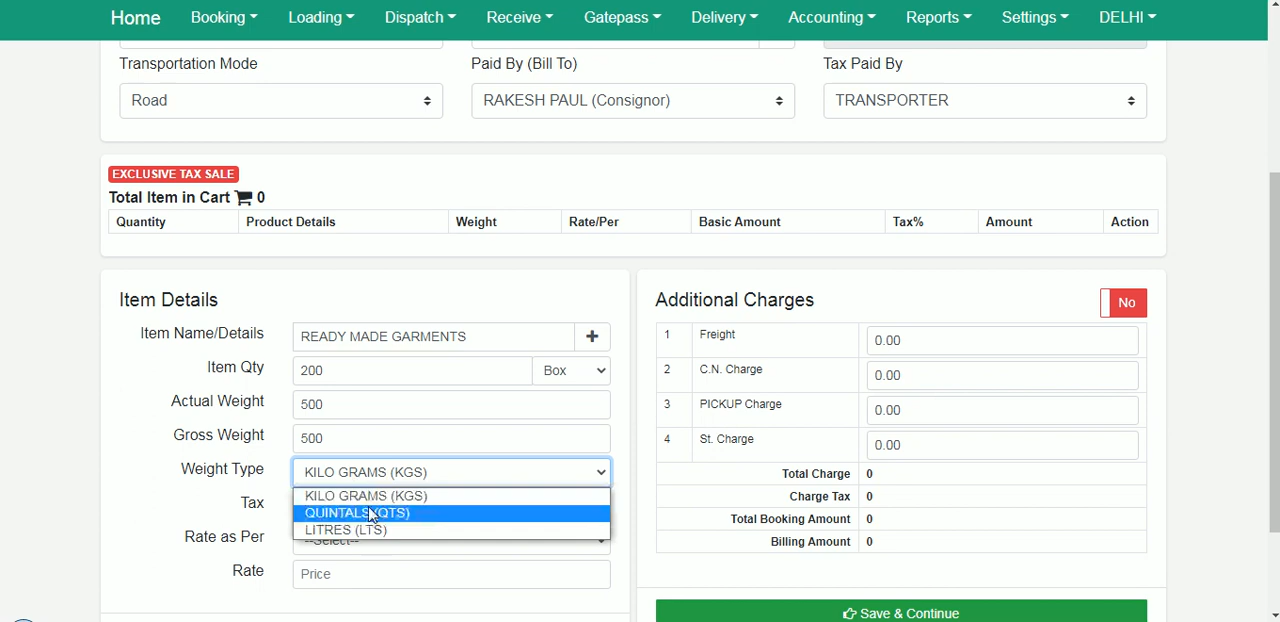 Home Booking Loading Dispatch Receive Gatepass Delivery Accounting Reports Settings DELHI
Transportation Mode Paid By (Bill To) Tax Paid By
Road RAKESH PAUL (Consignor) TRANSPORTER
EXCLUSIVE TAX SALE
Total Item in Cart 0
Quantity Product Details Weight Rate/Per Basic Amount Tax% Amount Action
Item Details
Item Name/Details READY MADE GARMENTS
Item Qty 200 Box
Actual Weight 500
Gross Weight 500
Weight Type KILO GRAMS (KGS)
KILO GRAMS (KGS)
Tax QUINTALS (QTS)
LITRES (LTS)
Rate as Per --Select--
Rate Price
Additional Charges No
1 Freight 0.00
2 C.N. Charge 0.00
3 PICKUP Charge 0.00
4 St. Charge 0.00
Total Charge 0
Charge Tax 0
Total Booking Amount 0
Billing Amount 0
Save & Continue